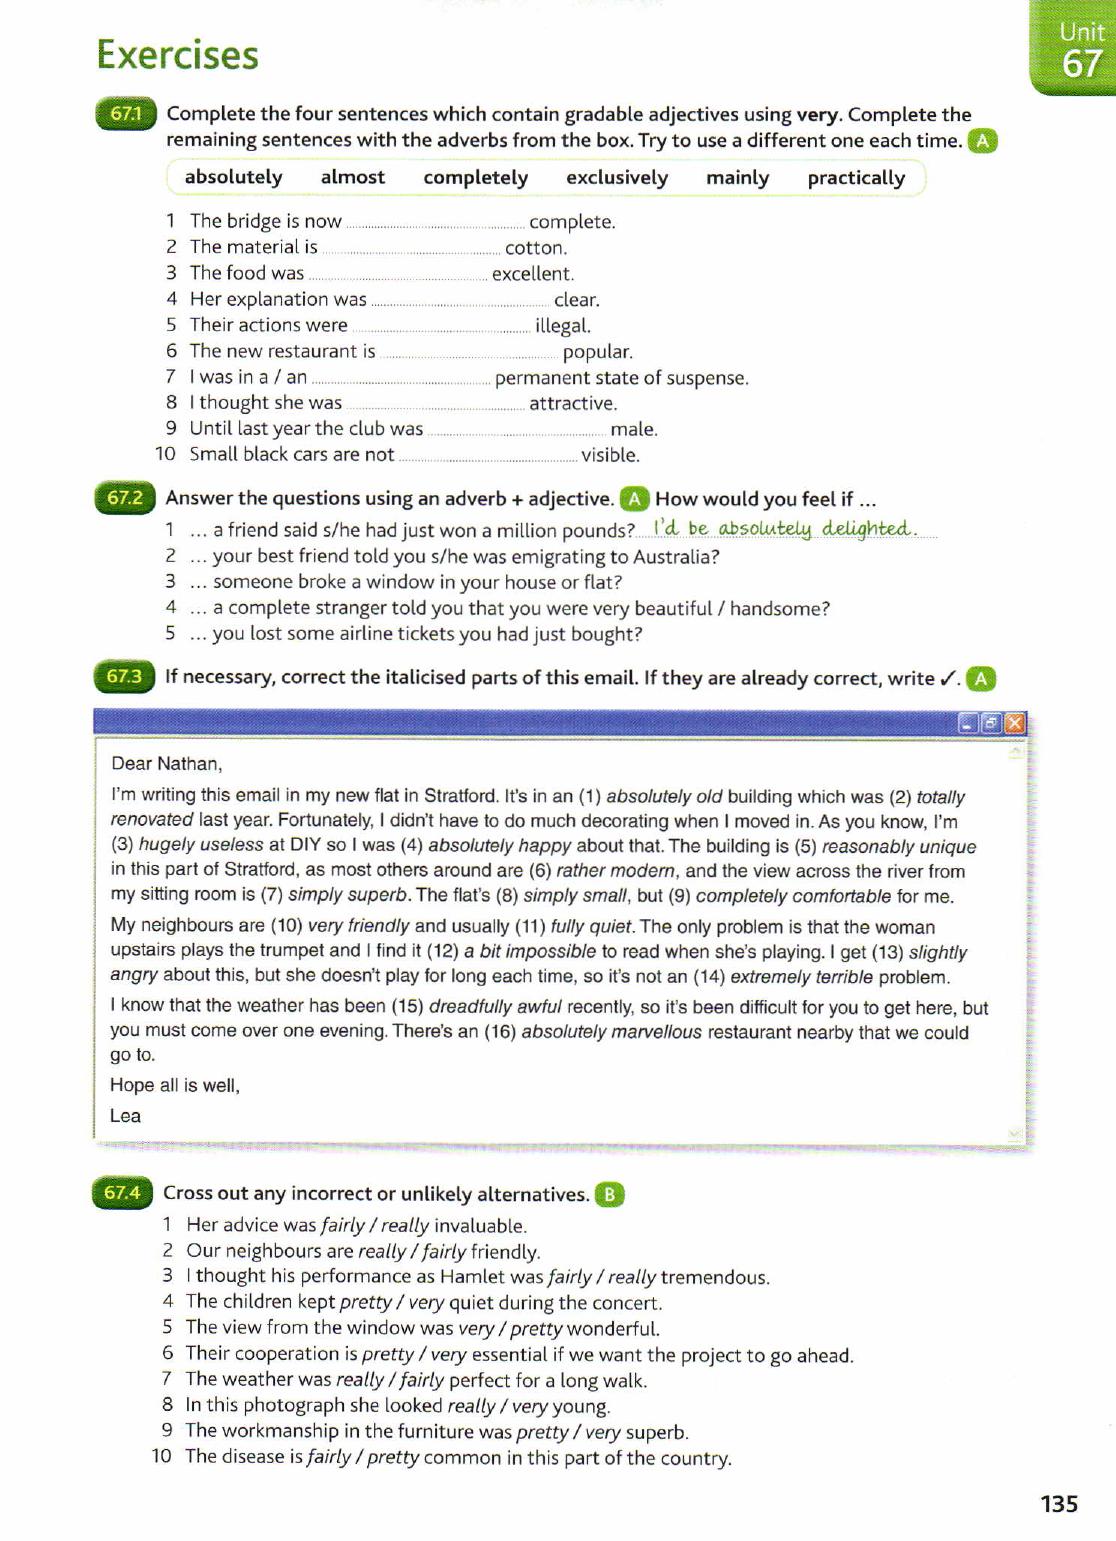 Unit
67
Exercises
67.1 Complete the four sentences which contain gradable adjectives using very. Complete the
remaining sentences with the adverbs from the box. Try to use a different one each time. A
absolutely almost completely exclusively mainly practically
1 The bridge is now .................... complete.
2 The material is .................... cotton.
3 The food was .................... excellent.
4 Her explanation was .................... clear.
5 Their actions were .................... illegal.
6 The new restaurant is .................... popular.
7 I was in a / an .................... permanent state of suspense.
8 I thought she was .................... attractive.
9 Until last year the club was .................... male.
10 Small black cars are not .................... visible.
67.2 Answer the questions using an adverb + adjective. A How would you feel if ...
1 ... a friend said s/he had just won a million pounds? I'd be absolutely delighted.
2 ... your best friend told you s/he was emigrating to Australia?
3 ... someone broke a window in your house or flat?
4 ... a complete stranger told you that you were very beautiful / handsome?
5 ... you lost some airline tickets you had just bought?
67.3 If necessary, correct the italicised parts of this email. If they are already correct, write ✓. A
Dear Nathan,
I'm writing this email in my new flat in Stratford. It's in an (1) absolutely old building which was (2) totally
renovated last year. Fortunately, I didn't have to do much decorating when I moved in. As you know, I'm
(3) hugely useless at DIY so I was (4) absolutely happy about that. The building is (5) reasonably unique
in this part of Stratford, as most others around are (6) rather modern, and the view across the river from
my sitting room is (7) simply superb. The flat's (8) simply small, but (9) completely comfortable for me.
My neighbours are (10) very friendly and usually (11) fully quiet. The only problem is that the woman
upstairs plays the trumpet and I find it (12) a bit impossible to read when she's playing. I get (13) slightly
angry about this, but she doesn't play for long each time, so it's not an (14) extremely terrible problem.
I know that the weather has been (15) dreadfully awful recently, so it's been difficult for you to get here, but
you must come over one evening. There's an (16) absolutely marvellous restaurant nearby that we could
go to.
Hope all is well,
Lea
67.4 Cross out any incorrect or unlikely alternatives. B
1 Her advice was fairly / really invaluable.
2 Our neighbours are really / fairly friendly.
3 I thought his performance as Hamlet was fairly / really tremendous.
4 The children kept pretty / very quiet during the concert.
5 The view from the window was very / pretty wonderful.
6 Their cooperation is pretty / very essential if we want the project to go ahead.
7 The weather was really / fairly perfect for a long walk.
8 In this photograph she looked really / very young.
9 The workmanship in the furniture was pretty / very superb.
10 The disease is fairly / pretty common in this part of the country.
135